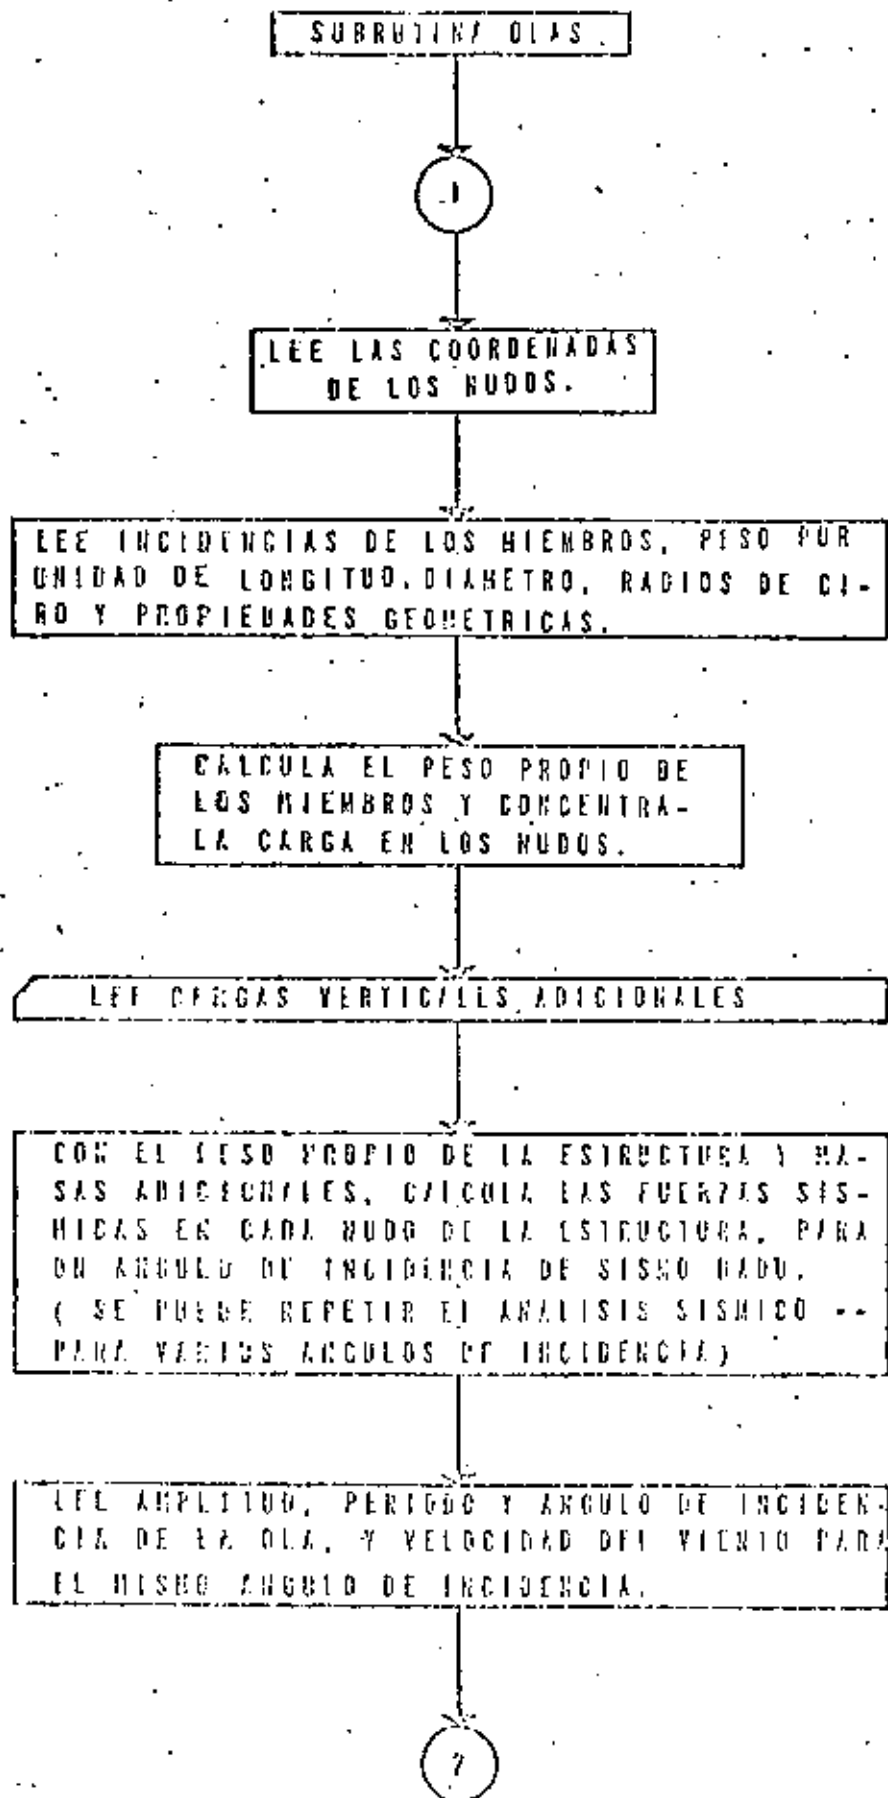 SUBRUTINA OLAS.
1
LEE LAS COORDENADAS
DE LOS NUDOS.
LEE INCIDENCIAS DE LOS MIEMBROS, PESO POR
UNIDAD DE LONGITUD, DIAMETRO, RADIOS DE GI-
RO Y PROPIEDADES GEOMETRICAS.
CALCULA EL PESO PROPIO DE
LOS MIEMBROS Y CONCENTRA-
LA CARGA EN LOS NUDOS.
LEE CARGAS VERTICALES ADICIONALES
CON EL PESO PROPIO DE LA ESTRUCTURA Y MA-
SAS ADICIONALES, CALCULA LAS FUERZAS SIS-
MICAS EN CADA NUDO DE LA ESTRUCTURA, PARA
UN ANGULO DE INCIDENCIA DE SISMO DADO.
( SE PUEDE REPETIR EL ANALISIS SISMICO --
PARA VARIOS ANGULOS DE INCIDENCIA)
LEE AMPLITUD, PERIODO Y ANGULO DE INCIDEN-
CIA DE LA OLA, Y VELOCIDAD DEL VIENTO PARA
EL MISMO ANGULO DE INCIDENCIA.
2